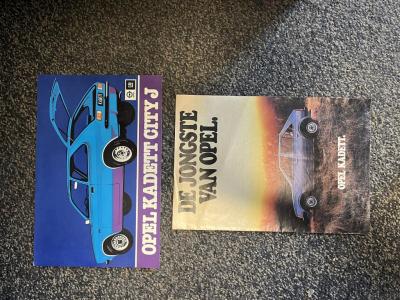 OPEL KADETT CITY J
DE JONGSTE
VAN OPEL.
OPEL KADETT.